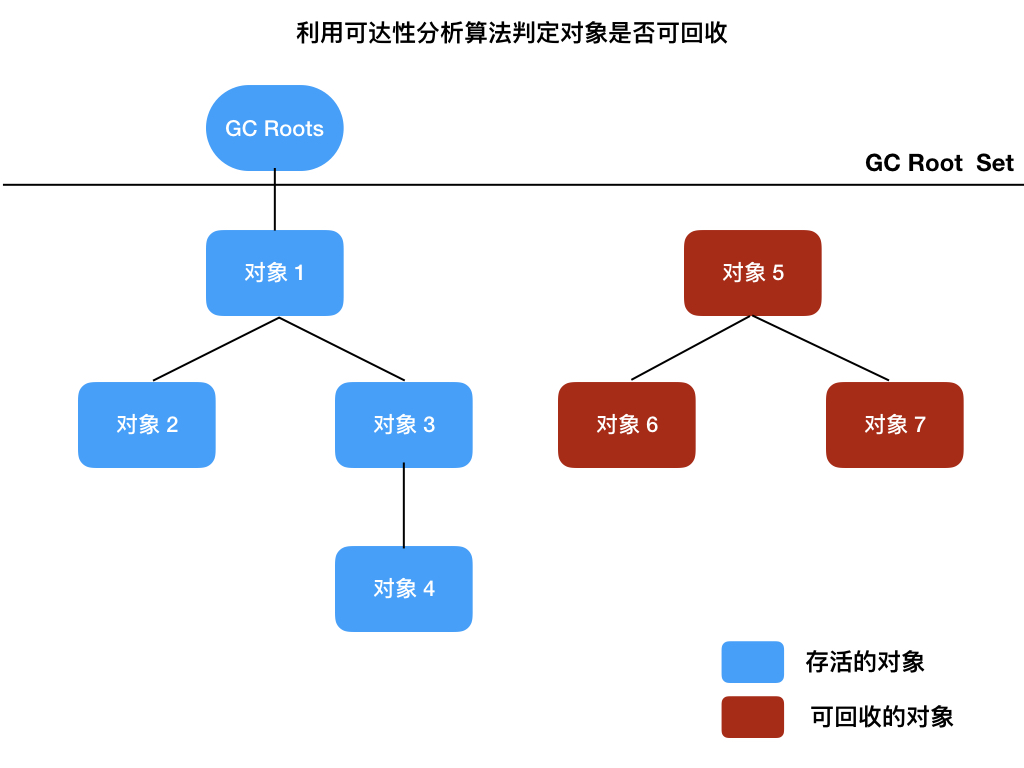 利用可达性分析算法判定对象是否可回收
GC Roots
GC Root  Set
对象 1
对象 5
对象 2
对象 3
对象 6
对象 7
对象 4
存活的对象
可回收的对象